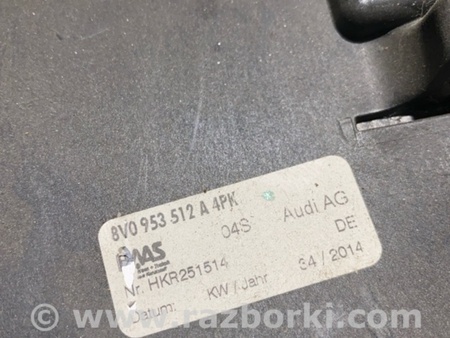 8V0 953 512 A 4PK
04S Audi AG
DE
Nr. HKR251514
Datum: KW / Jahr 34 / 2014
© www.razborki.com